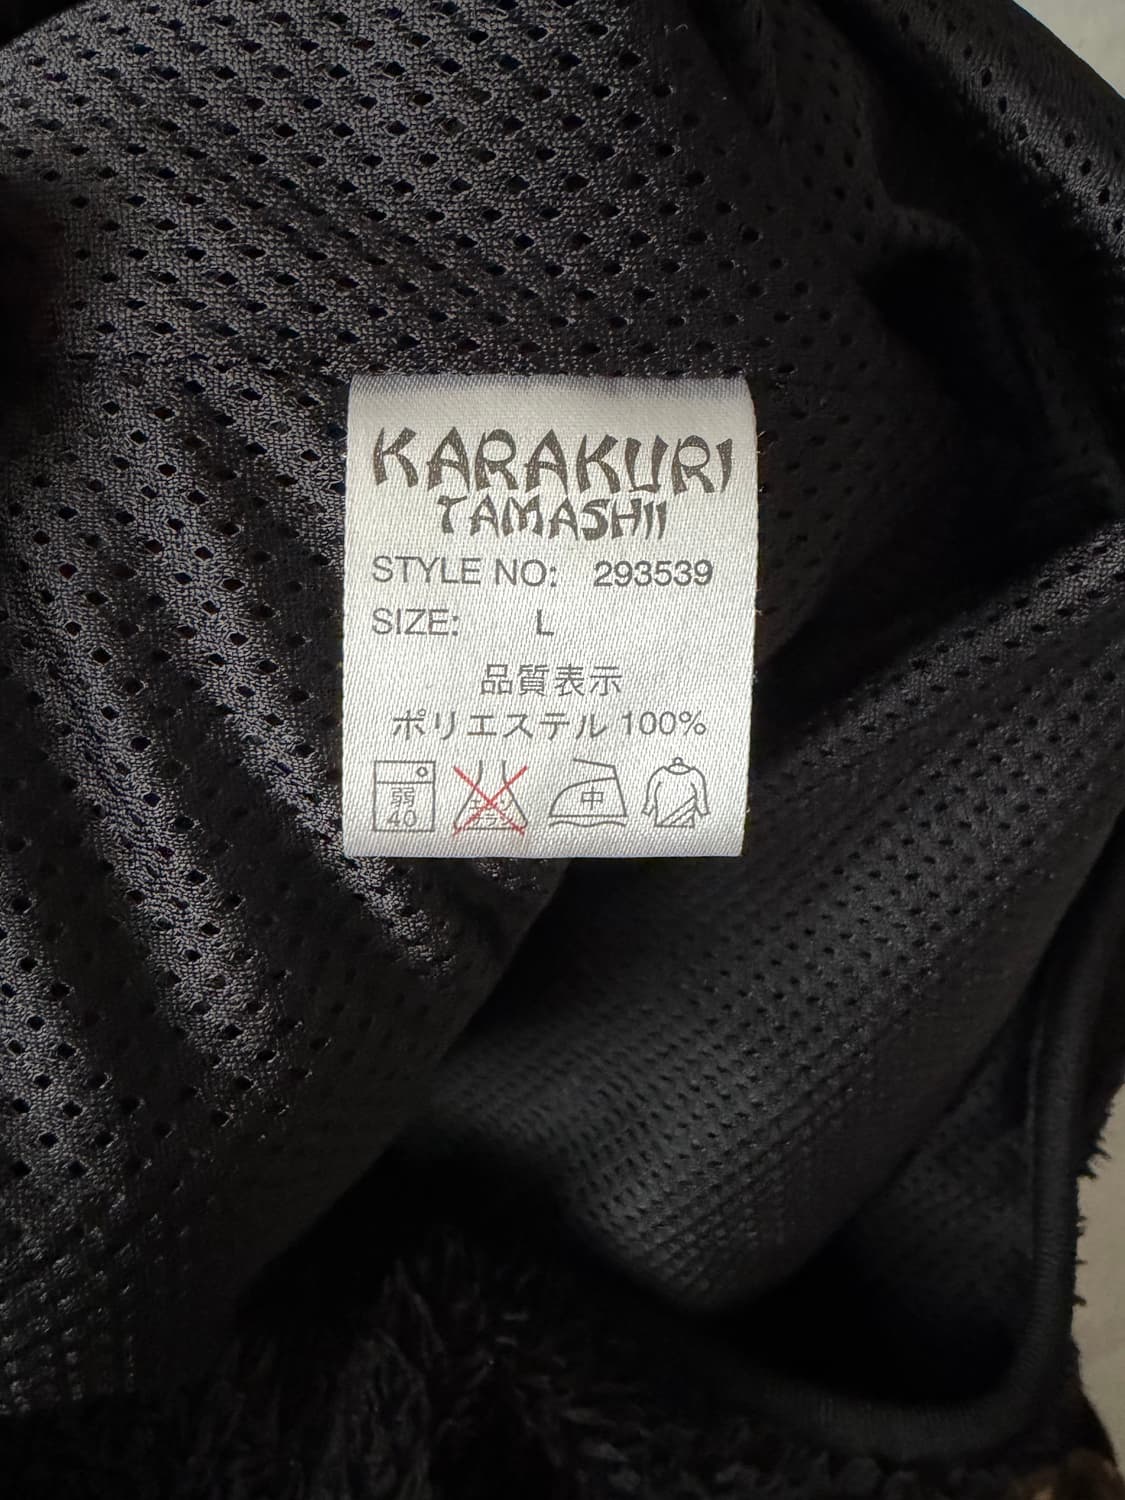 KARAKURI
TAMASHII
STYLE NO: 293539
SIZE: L
品質表示
ポリエステル 100%
弱 中
40